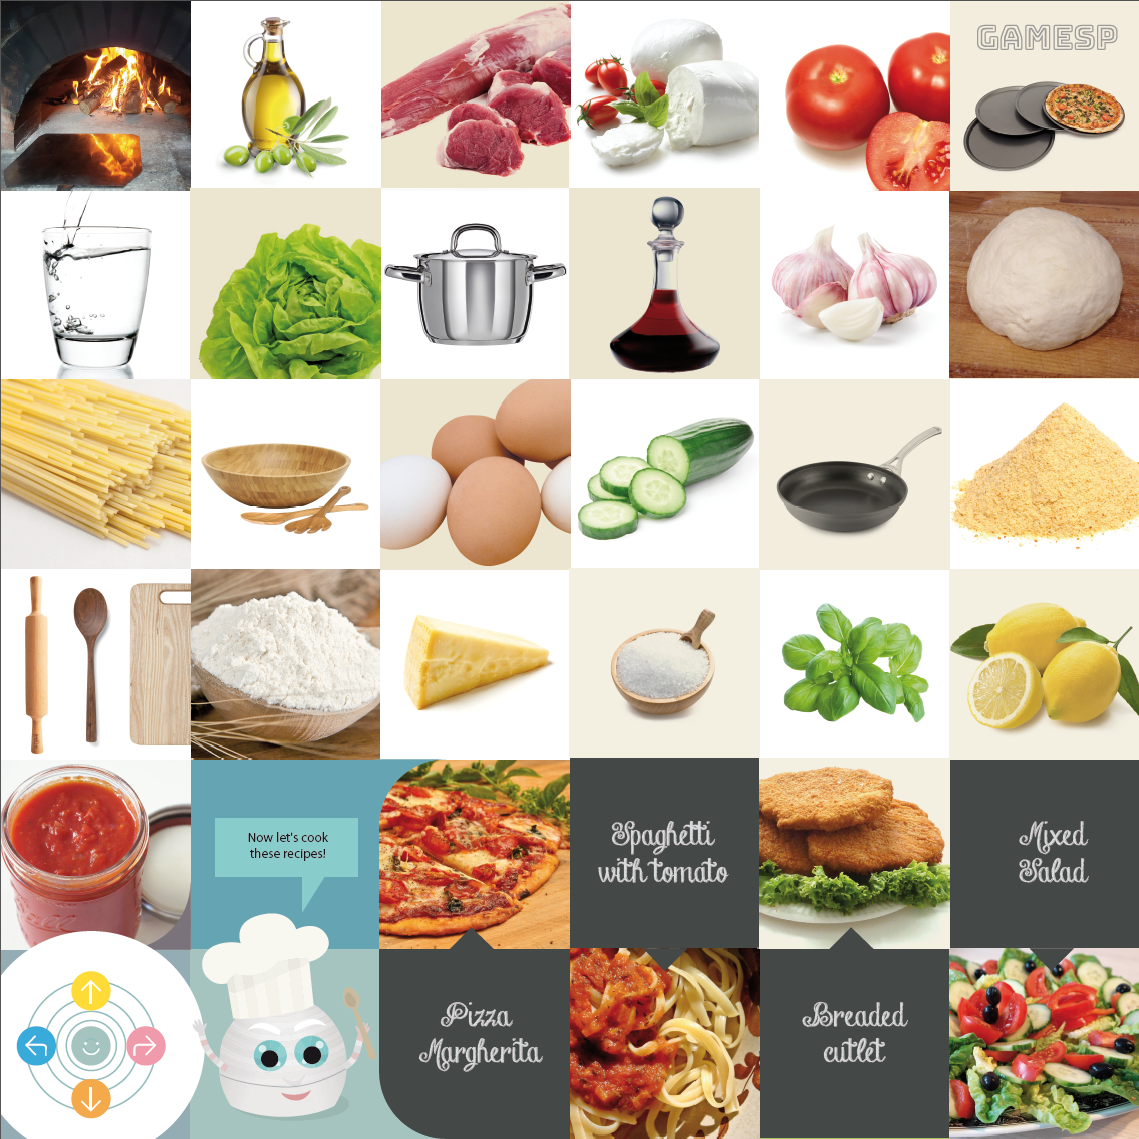 GAMESP
Now let's cook
these recipes!
Spaghetti
with tomato
Mixed
Salad
Pizza
Margherita
Breaded
cutlet